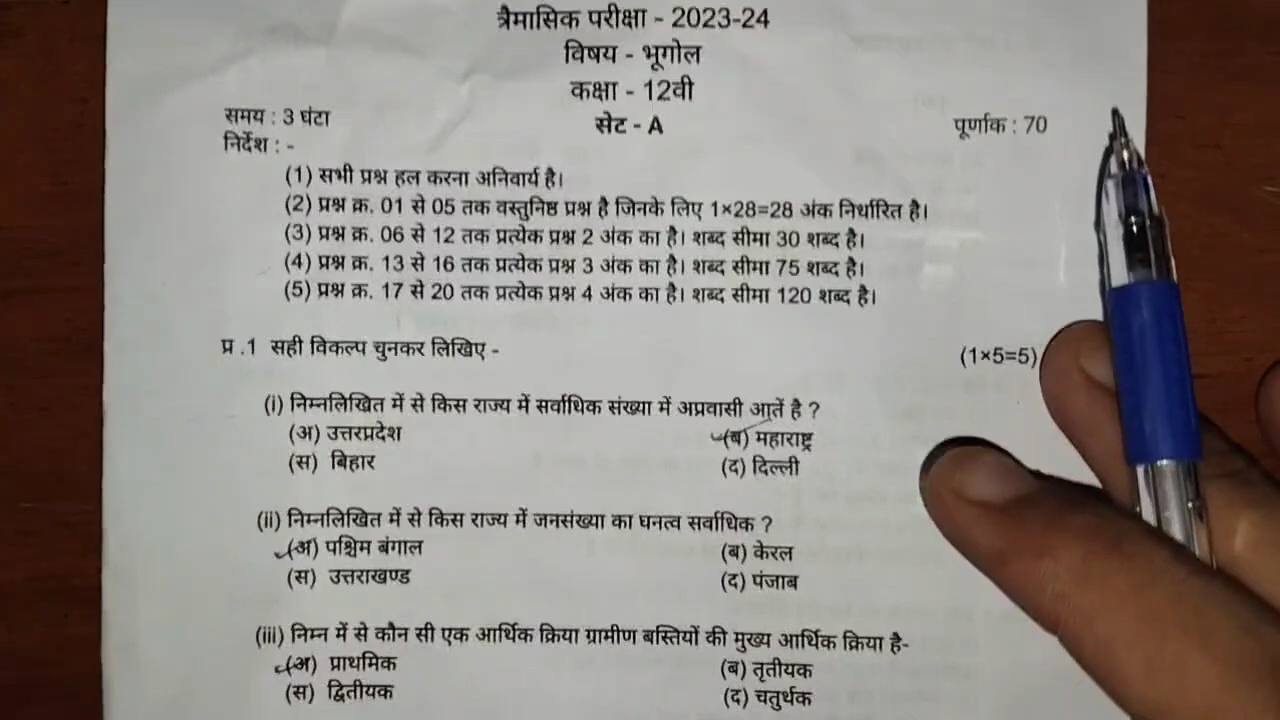 त्रैमासिक परीक्षा - 2023-24
विषय - भूगोल
कक्षा - 12वी
समय : 3 घंटा सेट - A पूर्णांक : 70
निर्देश : -
(1) सभी प्रश्न हल करना अनिवार्य है।
(2) प्रश्न क्र. 01 से 05 तक वस्तुनिष्ठ प्रश्न है जिनके लिए 1×28=28 अंक निर्धारित है।
(3) प्रश्न क्र. 06 से 12 तक प्रत्येक प्रश्न 2 अंक का है। शब्द सीमा 30 शब्द है।
(4) प्रश्न क्र. 13 से 16 तक प्रत्येक प्रश्न 3 अंक का है। शब्द सीमा 75 शब्द है।
(5) प्रश्न क्र. 17 से 20 तक प्रत्येक प्रश्न 4 अंक का है। शब्द सीमा 120 शब्द है।
प्र .1 सही विकल्प चुनकर लिखिए - (1×5=5)
(i) निम्नलिखित में से किस राज्य में सर्वाधिक संख्या में अप्रवासी आतें है ?
(अ) उत्तरप्रदेश (ब) महाराष्ट्र
(स) बिहार (द) दिल्ली
(ii) निम्नलिखित में से किस राज्य में जनसंख्या का घनत्व सर्वाधिक ?
(अ) पश्चिम बंगाल (ब) केरल
(स) उत्तराखण्ड (द) पंजाब
(iii) निम्न में से कौन सी एक आर्थिक क्रिया ग्रामीण बस्तियों की मुख्य आर्थिक क्रिया है-
(अ) प्राथमिक (ब) तृतीयक
(स) द्वितीयक (द) चतुर्थक